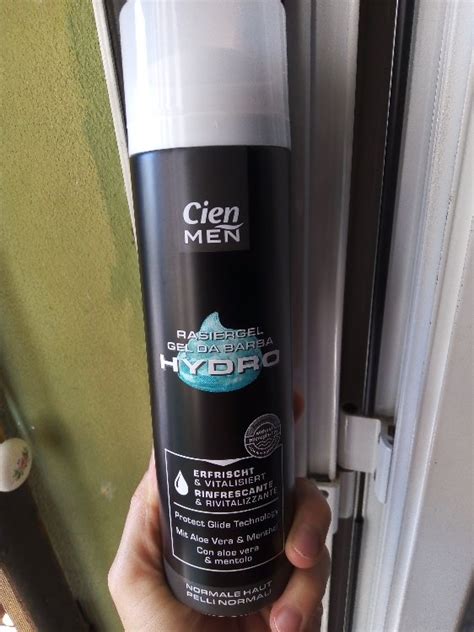 Cien
MEN
RASIERGEL
GEL DA BARBA
HYDRO
ERFRISCHT
& VITALISIERT
RINFRESCANTE
& RIVITALIZZANTE
Protect Glide Technology
Mit Aloe Vera & Menthol
Con aloe vera
& mentolo
NORMALE HAUT
PELLI NORMALI